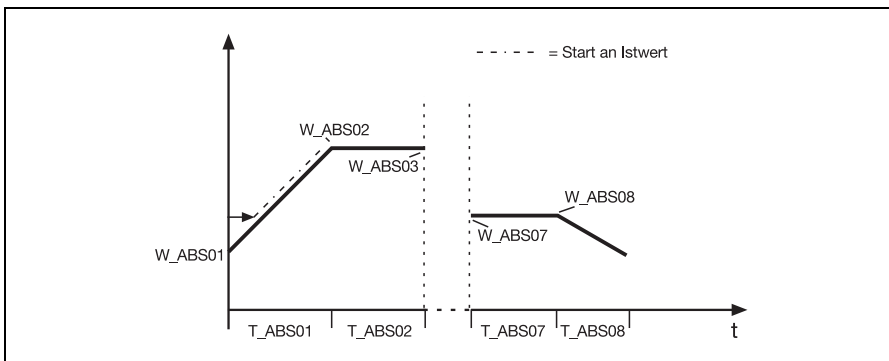 = Start an Istwert
W_ABS02
W_ABS03
W_ABS08
W_ABS07
W_ABS01
T_ABS01
T_ABS02
T_ABS07
T_ABS08
t